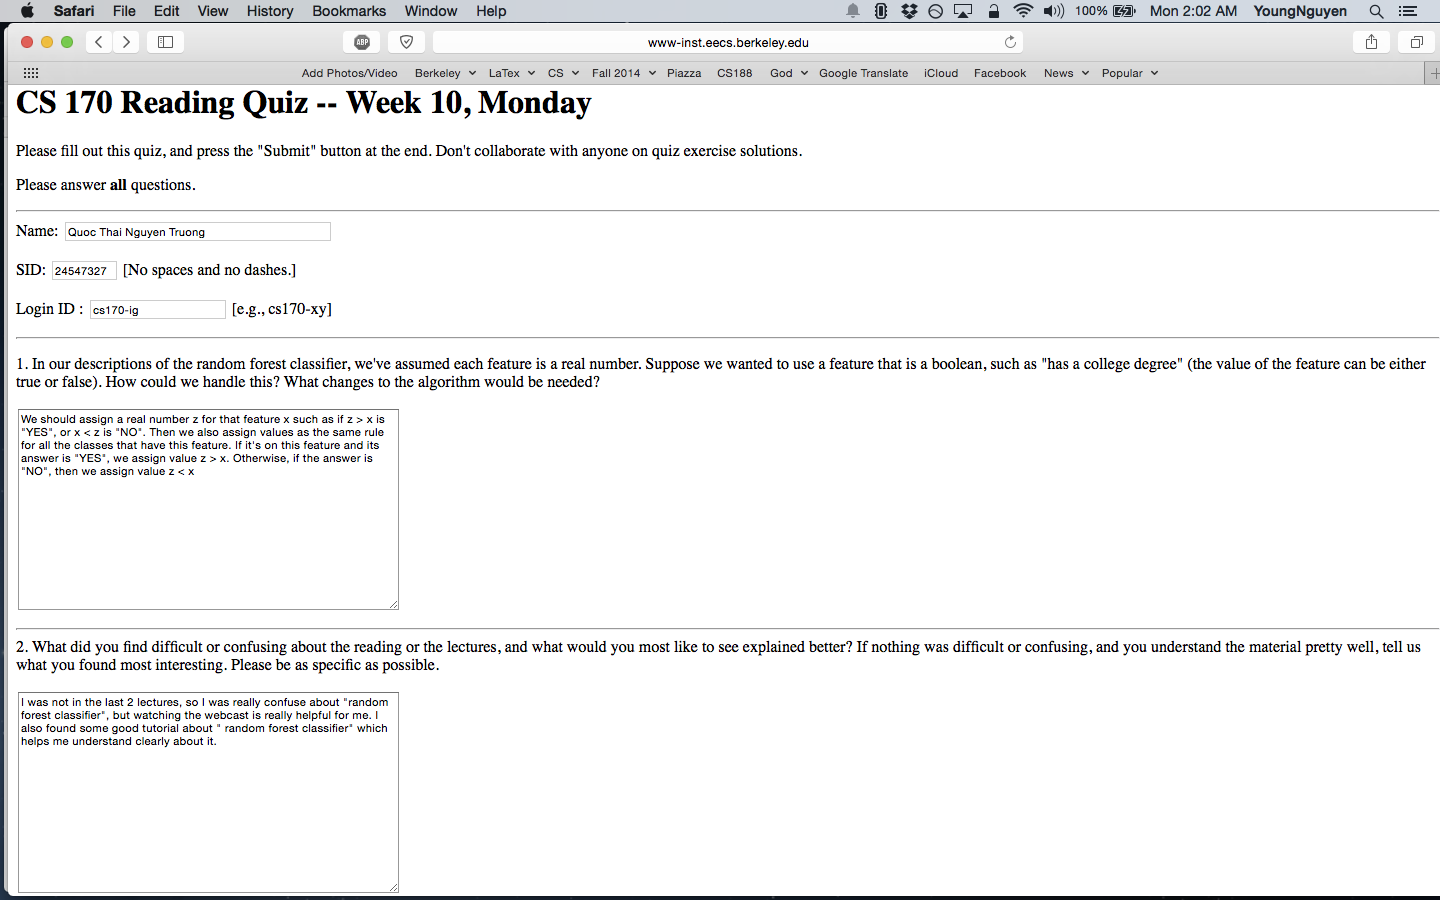 Safari File Edit View History Bookmarks Window Help 100% Mon 2:02 AM YoungNguyen
ABP www-inst.eecs.berkeley.edu
Add Photos/Video Berkeley LaTex CS Fall 2014 Piazza CS188 God Google Translate iCloud Facebook News Popular
CS 170 Reading Quiz -- Week 10, Monday
Please fill out this quiz, and press the "Submit" button at the end. Don't collaborate with anyone on quiz exercise solutions.
Please answer all questions.
Name: Quoc Thai Nguyen Truong
SID: 24547327 [No spaces and no dashes.]
Login ID : cs170-ig [e.g., cs170-xy]
1. In our descriptions of the random forest classifier, we've assumed each feature is a real number. Suppose we wanted to use a feature that is a boolean, such as "has a college degree" (the value of the feature can be either
true or false). How could we handle this? What changes to the algorithm would be needed?
We should assign a real number z for that feature x such as if z > x is
"YES", or x < z is "NO". Then we also assign values as the same rule
for all the classes that have this feature. If it's on this feature and its
answer is "YES", we assign value z > x. Otherwise, if the answer is
"NO", then we assign value z < x
2. What did you find difficult or confusing about the reading or the lectures, and what would you most like to see explained better? If nothing was difficult or confusing, and you understand the material pretty well, tell us
what you found most interesting. Please be as specific as possible.
I was not in the last 2 lectures, so I was really confuse about "random
forest classifier", but watching the webcast is really helpful for me. I
also found some good tutorial about " random forest classifier" which
helps me understand clearly about it.